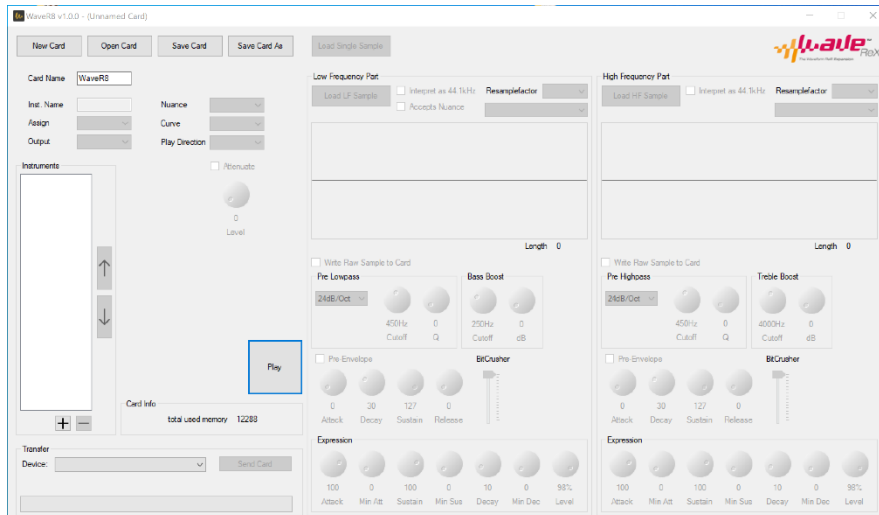 WaveR8 v1.0.0 - (Unnamed Card)
New Card Open Card Save Card Save Card As Load Single Sample
wave ReX
Card Name WaveR8
Inst. Name Nuance
Assign Curve
Output Play Direction
Instruments
Attenuate
0
Level
Play
Card Info
total used memory 12288
Transfer
Device: Send Card
Low Frequency Part
Load LF Sample Interpret as 44.1kHz Resamplefactor
Accepts Nuance
Length 0
Write Raw Sample to Card
Pre Lowpass Bass Boost
24dB/Oct
450Hz 0 250Hz 0
Cutoff Q Cutoff dB
Pre-Envelope BitCrusher
0 30 127 0
Attack Decay Sustain Release
Expression
100 0 100 0 10 0 98%
Attack Min Att Sustain Min Sus Decay Min Dec Level
High Frequency Part
Load HF Sample Interpret as 44.1kHz Resamplefactor
Length 0
Write Raw Sample to Card
Pre Highpass Treble Boost
24dB/Oct
450Hz 0 4000Hz 0
Cutoff Q Cutoff dB
Pre-Envelope BitCrusher
0 30 127 0
Attack Decay Sustain Release
Expression
100 0 100 0 10 0 98%
Attack Min Att Sustain Min Sus Decay Min Dec Level